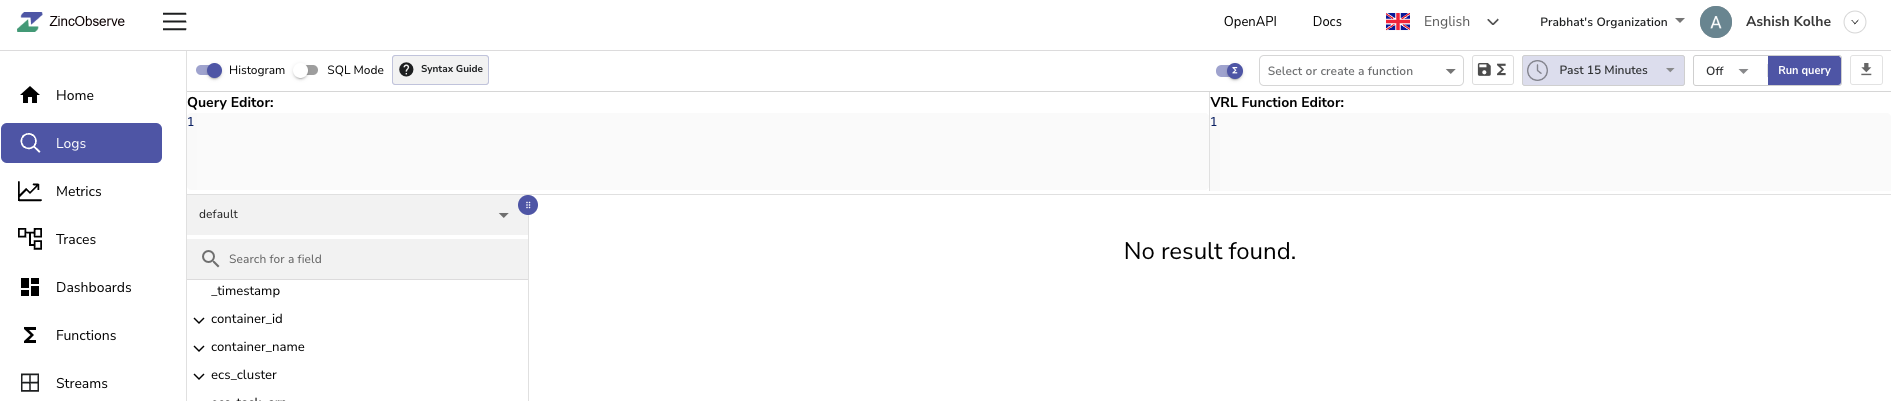 ZincObserve
OpenAPI
Docs
English
Prabhat's Organization
A
Ashish Kolhe
Histogram
SQL Mode
? Syntax Guide
Σ
Select or create a function
Σ
Past 15 Minutes
Off
Run query
Home
Logs
Metrics
Traces
Dashboards
Σ Functions
Streams
Query Editor:
1
VRL Function Editor:
1
default
Search for a field
_timestamp
container_id
container_name
ecs_cluster
No result found.